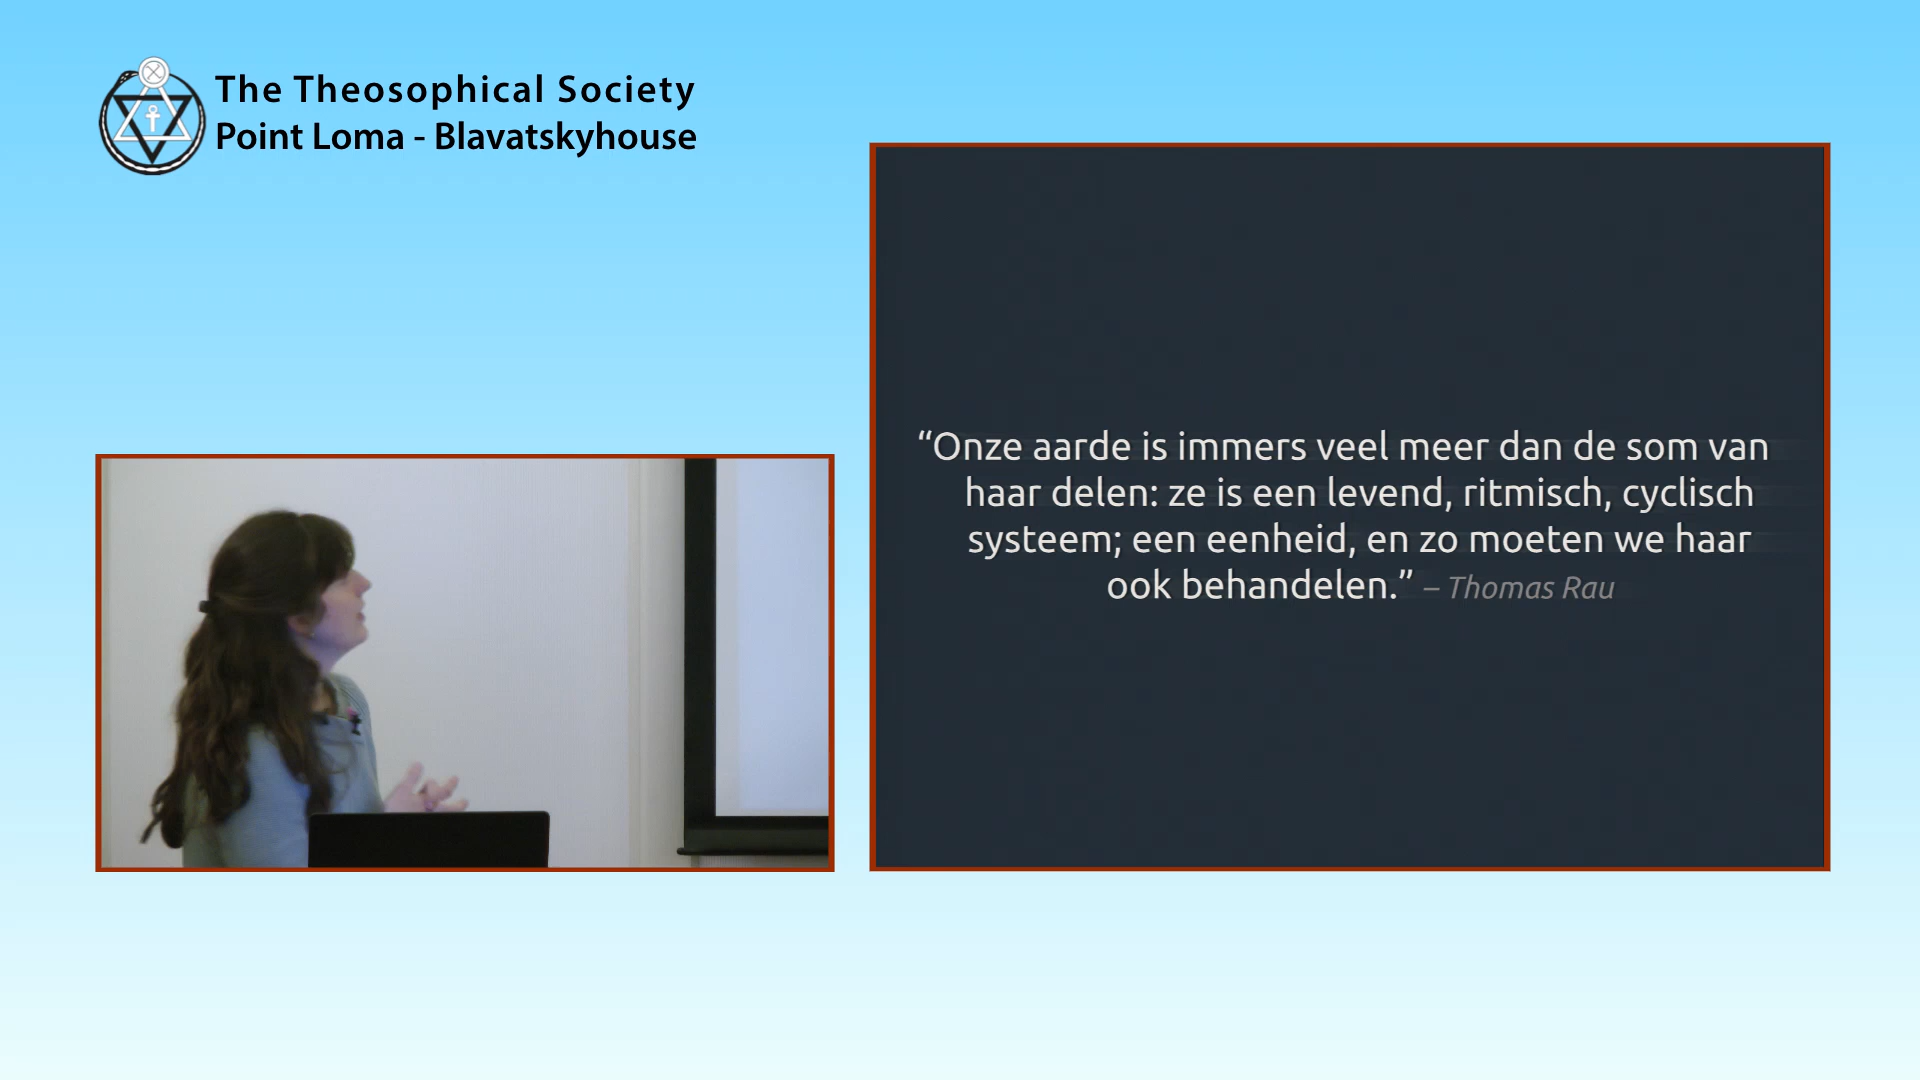 The Theosophical Society
Point Loma - Blavatskyhouse
“Onze aarde is immers veel meer dan de som van
haar delen: ze is een levend, ritmisch, cyclisch
systeem; een eenheid, en zo moeten we haar
ook behandelen.” – Thomas Rau